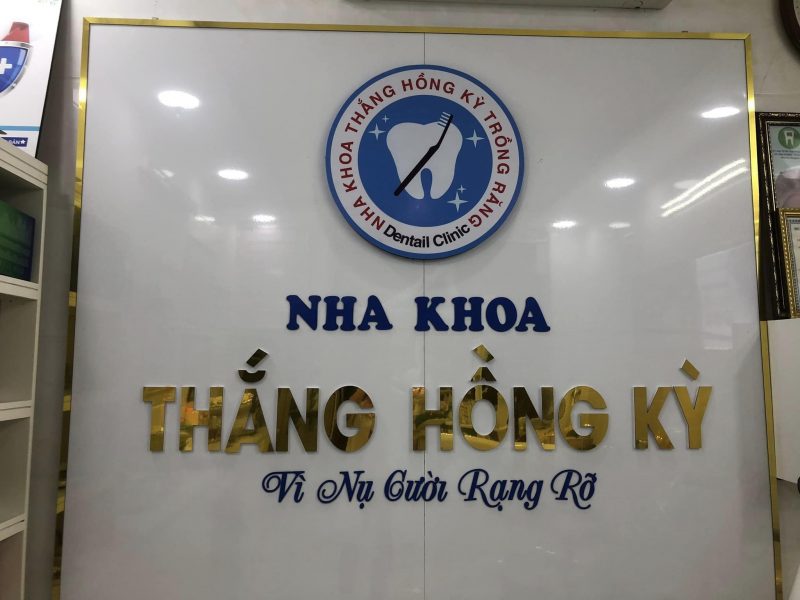 NHA KHOA THẮNG HỒNG KỲ TRỒNG RĂNG
Dentail Clinic
NHA KHOA
THẮNG HỒNG KỲ
Vì Nụ Cười Rạng Rỡ